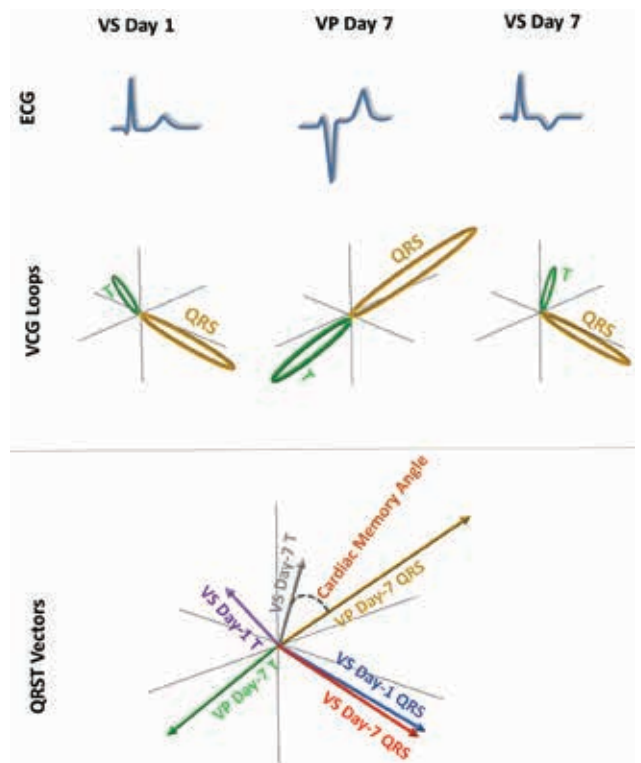 VS Day 1
VP Day 7
VS Day 7
ECG
VCG Loops
T
QRS
QRS
T
T
QRS
QRST Vectors
VS Day-1 T
VS Day-7 T
Cardiac Memory Angle
VP Day-7 QRS
VP Day-7 T
VS Day-1 QRS
VS Day-7 QRS